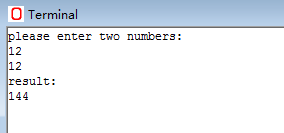 Terminal
please enter two numbers:
12
12
result:
144